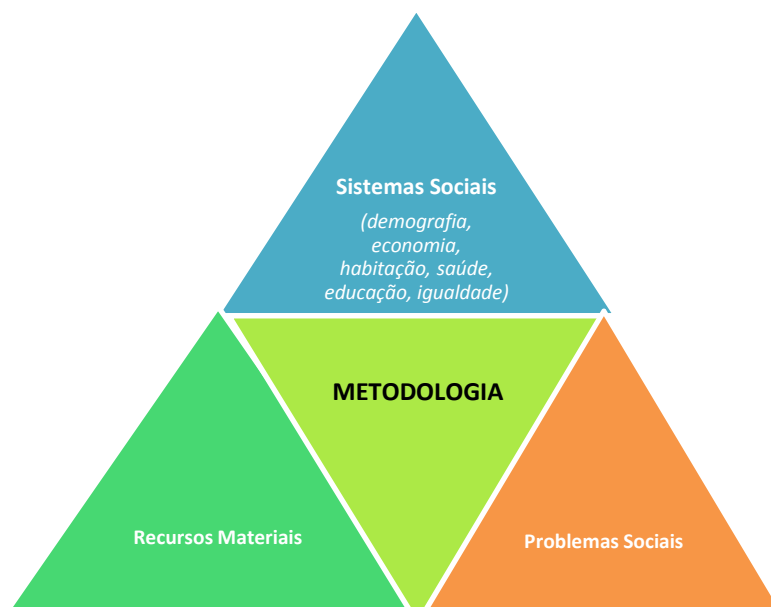 Sistemas Sociais
(demografia,
economia,
habitação, saúde,
educação, igualdade)
METODOLOGIA
Recursos Materiais
Problemas Sociais